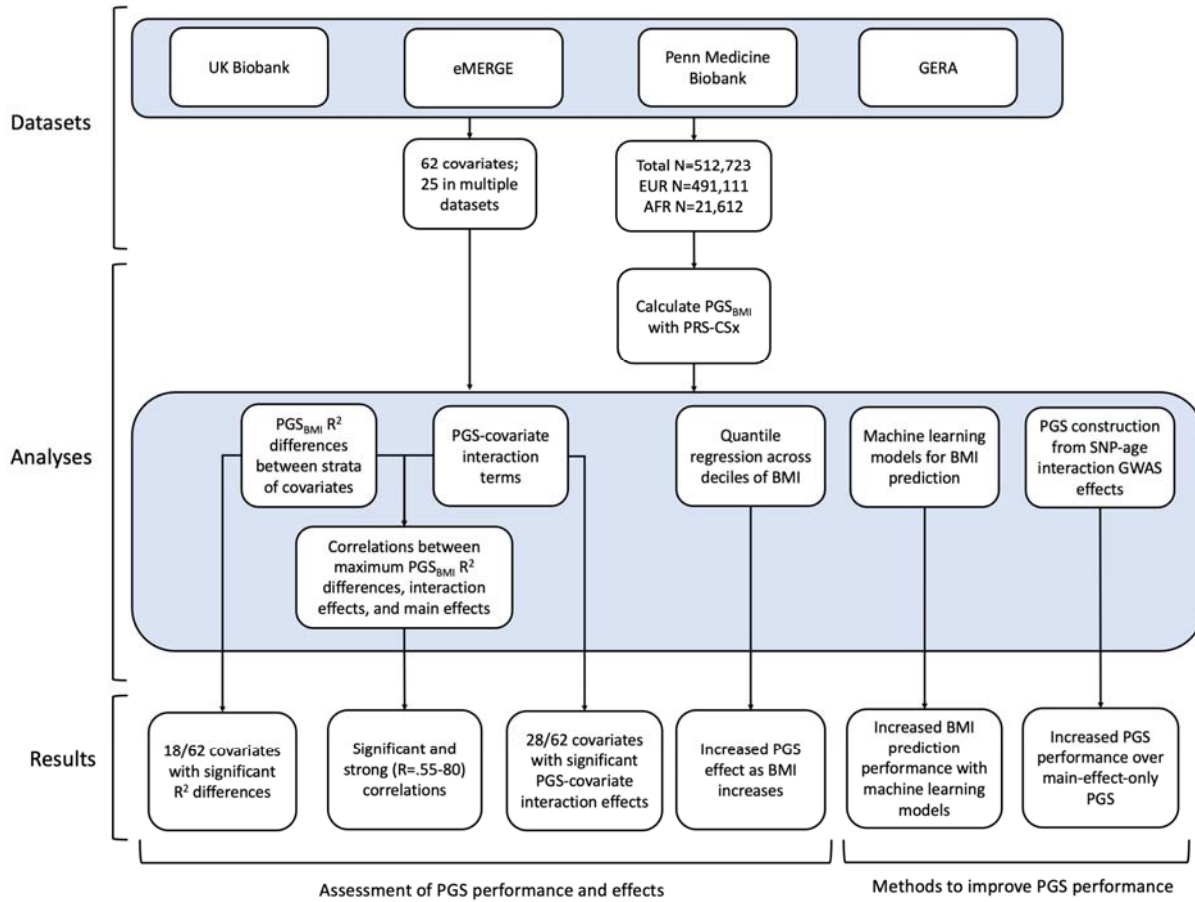 Datasets
UK Biobank
eMERGE
Penn Medicine
Biobank
GERA
62 covariates;
25 in multiple
datasets
Total N=512,723
EUR N=491,111
AFR N=21,612
Calculate PGS_BMI
with PRS-CSx
Analyses
PGS_BMI R²
differences
between strata
of covariates
PGS-covariate
interaction
terms
Quantile
regression across
deciles of BMI
Machine learning
models for BMI
prediction
PGS construction
from SNP-age
interaction GWAS
effects
Correlations between
maximum PGS_BMI R²
differences, interaction
effects, and main effects
Results
18/62 covariates
with significant
R² differences
Significant and
strong (R=.55-80)
correlations
28/62 covariates
with significant
PGS-covariate
interaction effects
Increased PGS
effect as BMI
increases
Increased BMI
prediction
performance with
machine learning
models
Increased PGS
performance over
main-effect-only
PGS
Assessment of PGS performance and effects
Methods to improve PGS performance